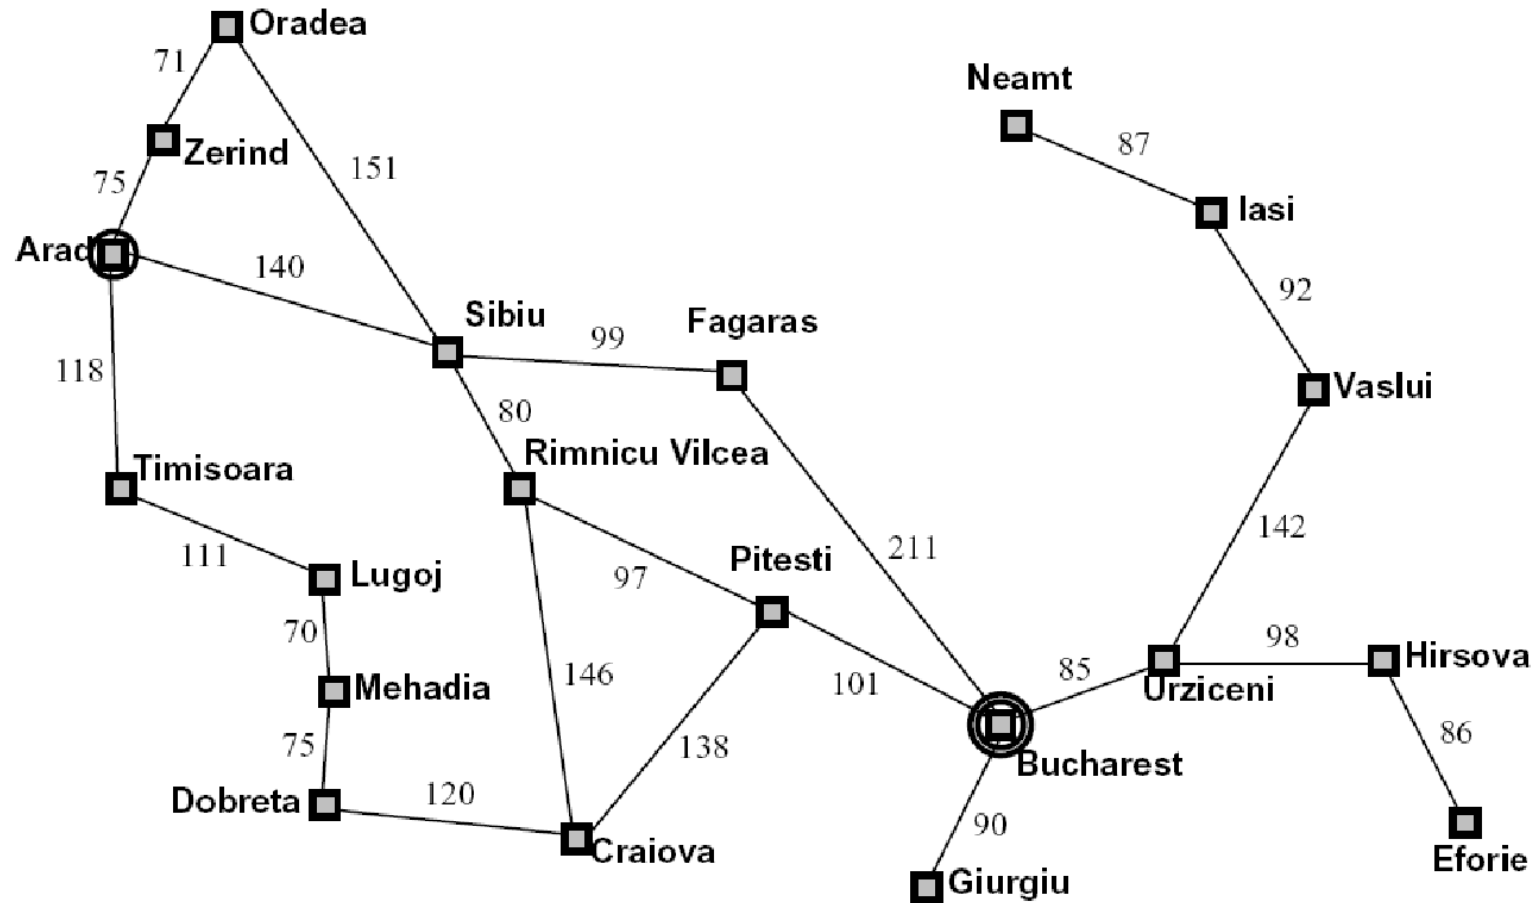 Oradea
71
Neamt
87
Zerind
151
75
Iasi
Arad
140
92
Sibiu
Fagaras
99
118
Vaslui
80
Timisoara
Rimnicu Vilcea
142
211
111
Pitesti
Lugoj
97
70
98
Hirsova
85
Mehadia
146
101
Urziceni
75
138
86
Bucharest
Dobreta
120
90
Craiova
Eforie
Giurgiu